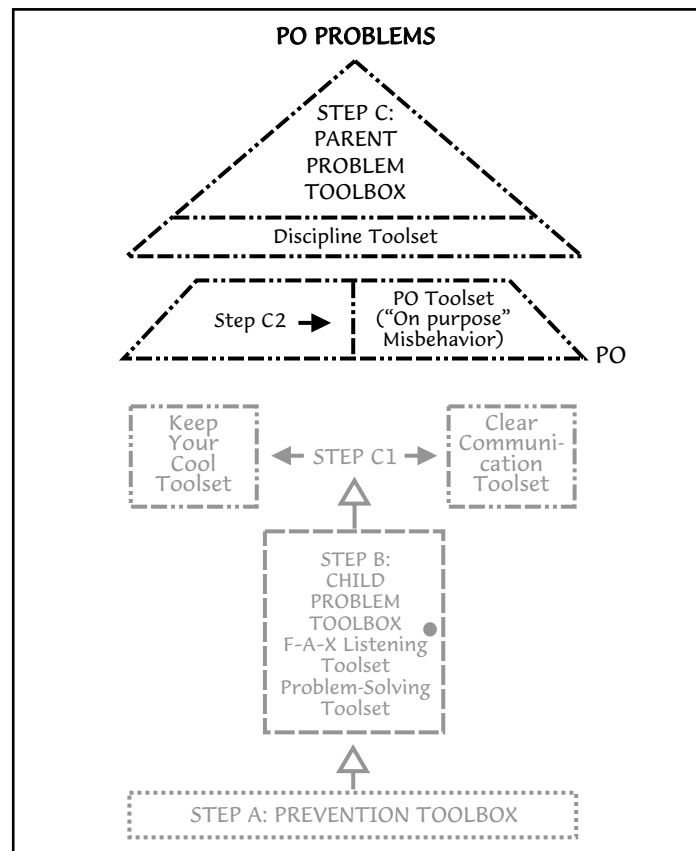 PO PROBLEMS
STEP C:
PARENT
PROBLEM
TOOLBOX
Discipline Toolset
Step C2
PO Toolset
(“On purpose”
Misbehavior)
PO
Keep
Your
Cool
Toolset
STEP C1
Clear
Communi-
cation
Toolset
STEP B:
CHILD
PROBLEM
TOOLBOX
F-A-X Listening
Toolset
Problem-Solving
Toolset
STEP A: PREVENTION TOOLBOX